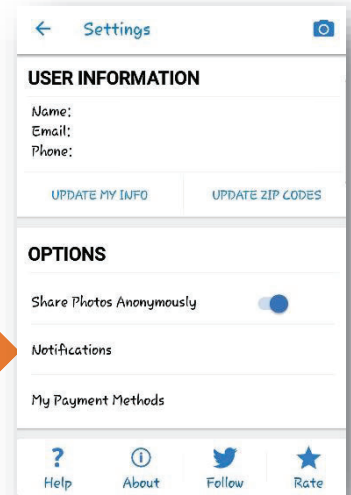 Settings
USER INFORMATION
Name:
Email:
Phone:
UPDATE MY INFO UPDATE ZIP CODES
OPTIONS
Share Photos Anonymously
Notifications
My Payment Methods
? i
Help About Follow Rate